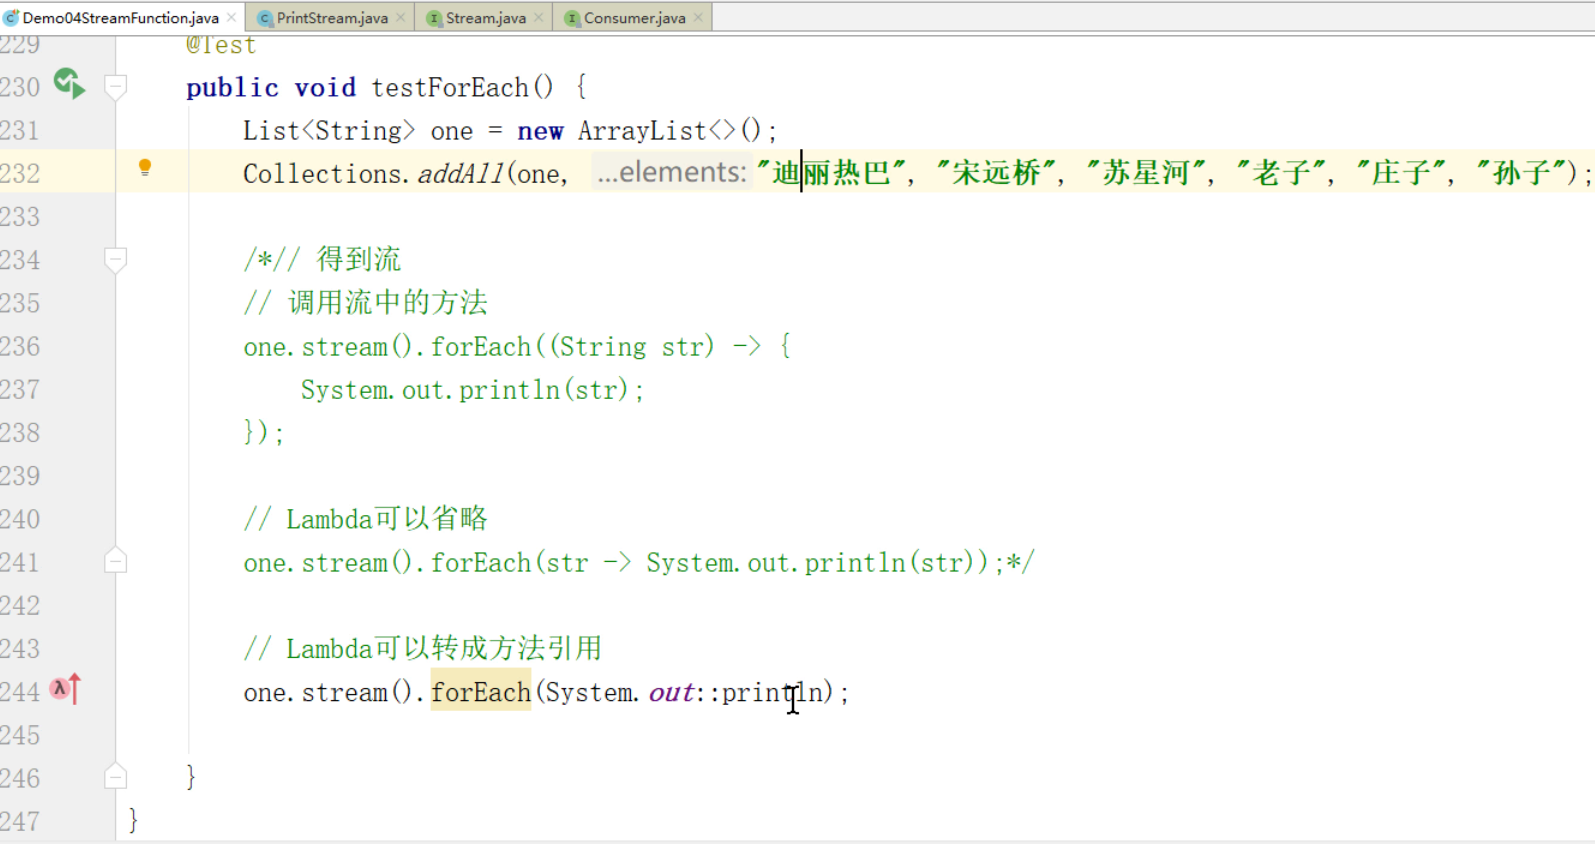 Demo04StreamFunction.java PrintStream.java Stream.java Consumer.java
229 @Test
230 public void testForEach() {
231 List<String> one = new ArrayList<>();
232 Collections.addAll(one, ...elements: "迪丽热巴", "宋远桥", "苏星河", "老子", "庄子", "孙子");
233
234 /*// 得到流
235 // 调用流中的方法
236 one.stream().forEach((String str) -> {
237 System.out.println(str);
238 });
239
240 // Lambda可以省略
241 one.stream().forEach(str -> System.out.println(str));*/
242
243 // Lambda可以转成方法引用
244 one.stream().forEach(System.out::println);
245
246 }
247 }